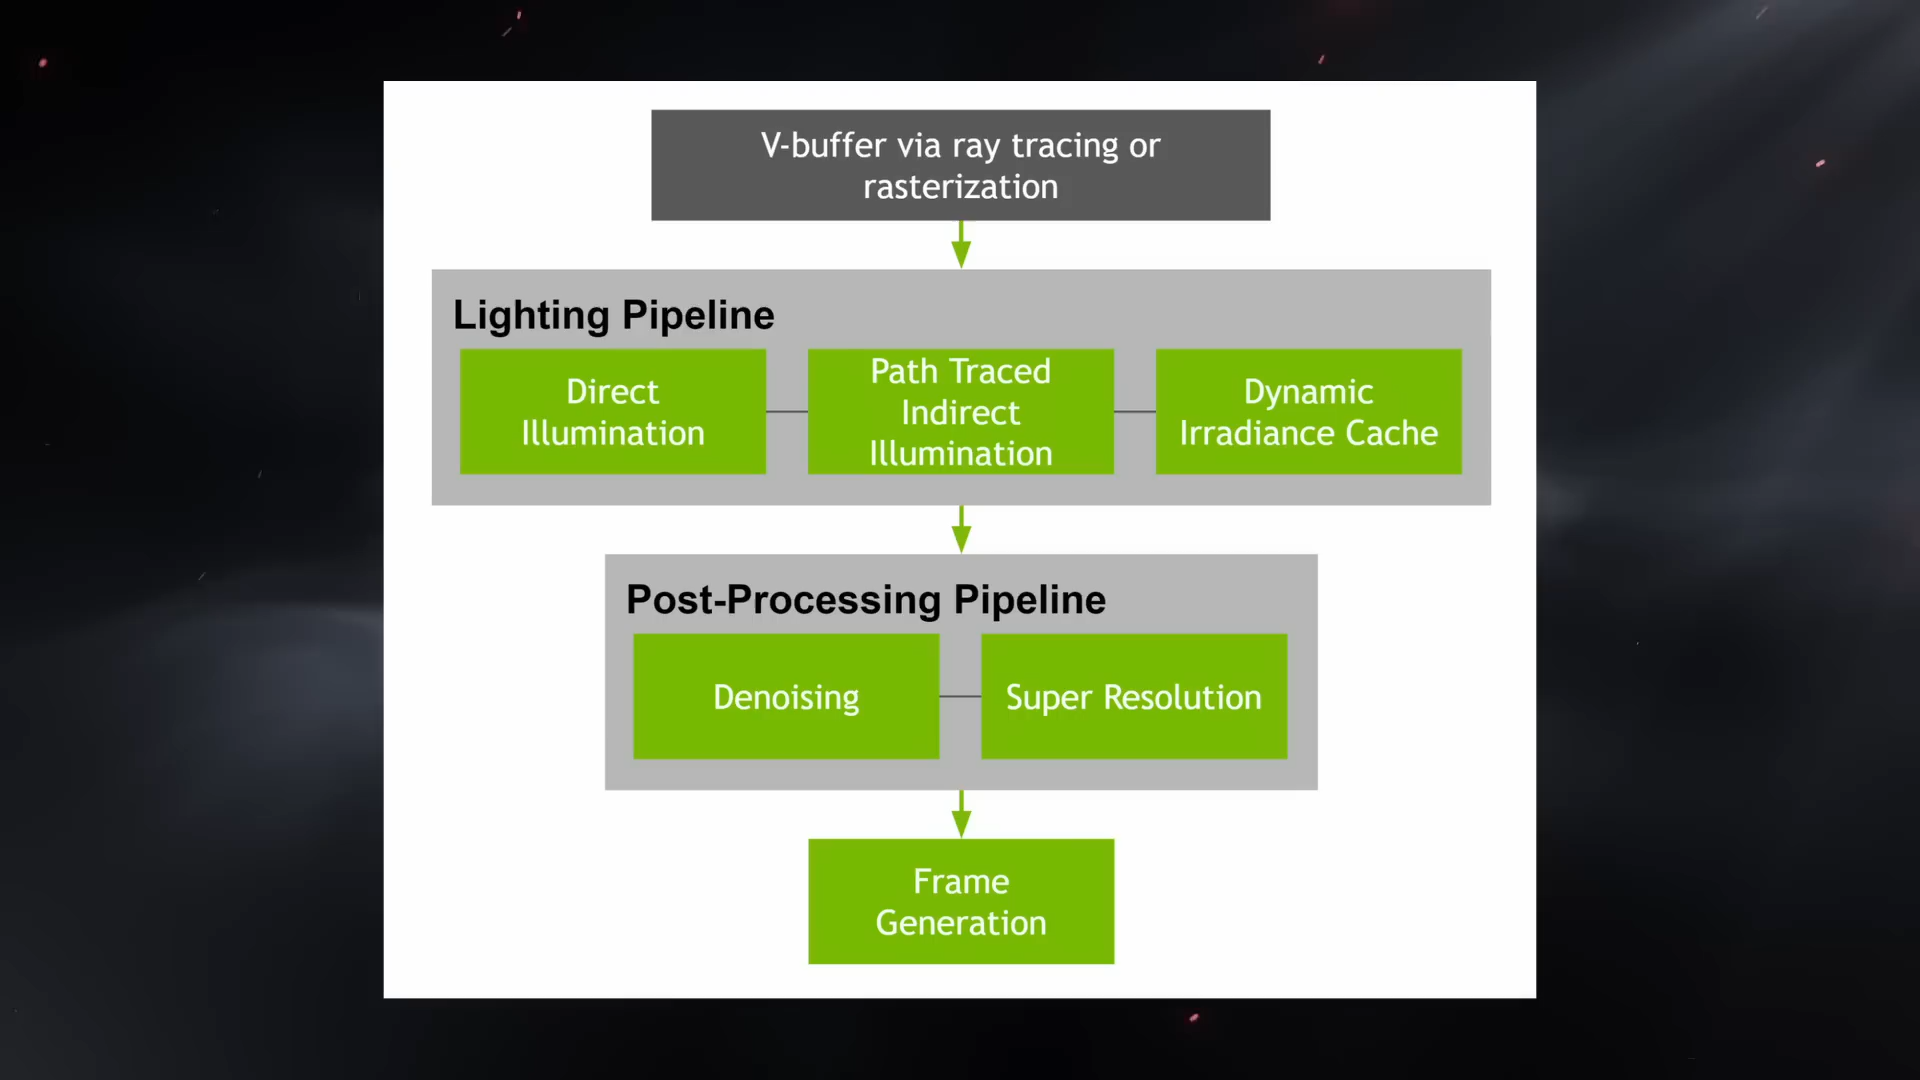 V-buffer via ray tracing or
rasterization
Lighting Pipeline
Direct
Illumination
Path Traced
Indirect
Illumination
Dynamic
Irradiance Cache
Post-Processing Pipeline
Denoising
Super Resolution
Frame
Generation